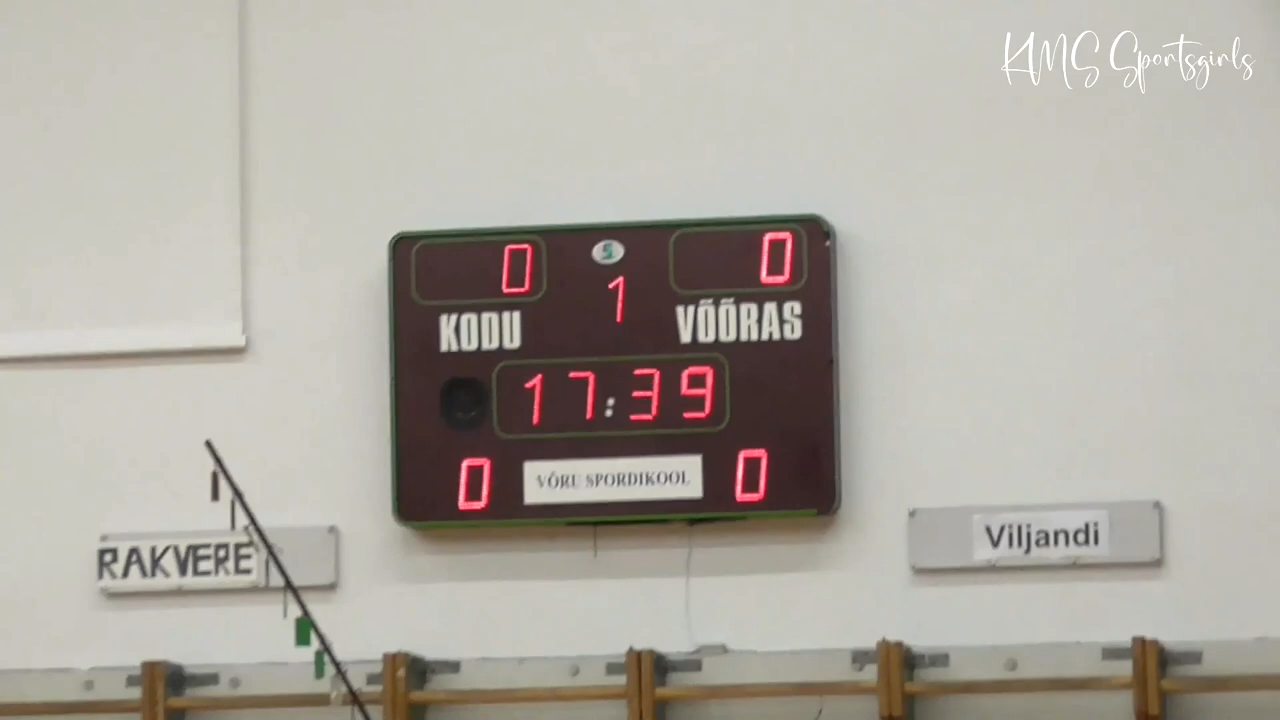 KMS Sportsgirls
0 0
1
KODU VÕÕRAS
17:39
0 0
VÕRU SPORDIKOOL
RAKVERE
Viljandi